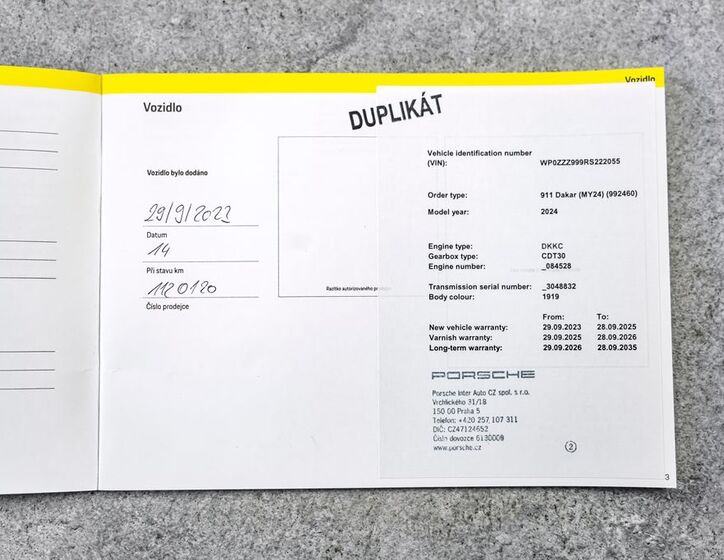 Vozidlo
Vozidlo
DUPLIKÁT
Vozidlo bylo dodáno
29/9/2023
Datum
14
Při stavu km
1120120
Číslo prodejce
Razítko autorizovaného
Vehicle identification number
(VIN): WP0ZZZ999RS222055
Order type: 911 Dakar (MY24) (992460)
Model year: 2024
Engine type: DKKC
Gearbox type: CDT30
Engine number: _084528
Transmission serial number: _3048832
Body colour: 1919
From: To:
New vehicle warranty: 29.09.2023 28.09.2025
Varnish warranty: 29.09.2025 28.09.2026
Long-term warranty: 29.09.2026 28.09.2035
PORSCHE
Porsche Inter Auto CZ spol. s r.o.
Vrchlického 31/18
150 00 Praha 5
Telefon: +420 257 107 311
DIČ: CZ47124652
Číslo dovozce 6130009
www.porsche.cz
2
3